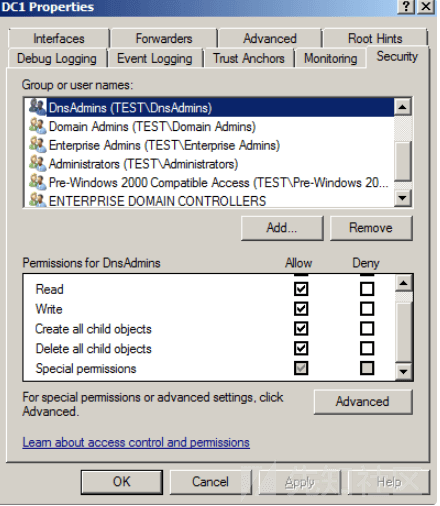 DC1 Properties
Interfaces Forwarders Advanced Root Hints
Debug Logging Event Logging Trust Anchors Monitoring Security
Group or user names:
DnsAdmins (TEST\DnsAdmins)
Domain Admins (TEST\Domain Admins)
Enterprise Admins (TEST\Enterprise Admins)
Administrators (TEST\Administrators)
Pre-Windows 2000 Compatible Access (TEST\Pre-Windows 20...
ENTERPRISE DOMAIN CONTROLLERS
Add... Remove
Permissions for DnsAdmins Allow Deny
Read
Write
Create all child objects
Delete all child objects
Special permissions
For special permissions or advanced settings, click
Advanced.
Advanced
Learn about access control and permissions
OK Cancel Apply Help